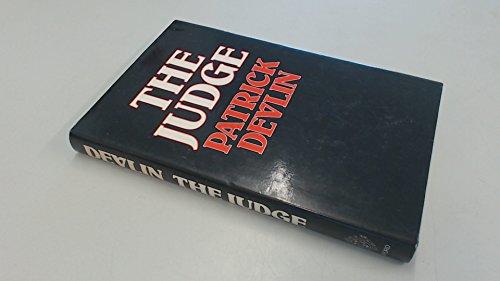 THE
JUDGE
PATRICK
DEVLIN
DEVLIN THE JUDGE